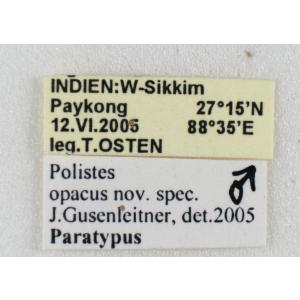 INDIEN:W-Sikkim
Paykong 27°15'N
12.VI.2005 88°35'E
leg.T.OSTEN
Polistes
opacus nov. spec. ♂
J.Gusenleitner, det.2005
Paratypus